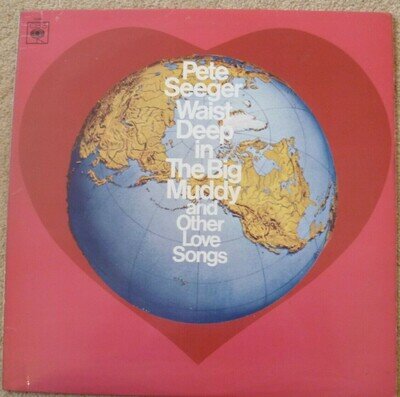 Pete
Seeger
Waist
Deep
in
The Big
Muddy
and
Other
Love
Songs